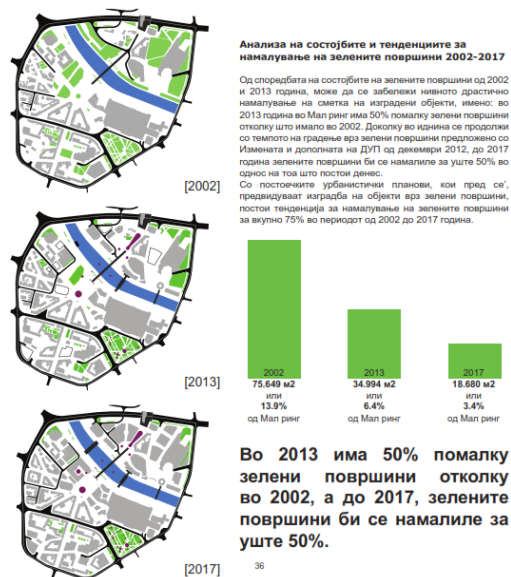 [2002]
[2013]
[2017]
Анализа на состојбите и тенденциите за
намалување на зелените површини 2002-2017
Од споредбата на состојбите на зелените површини од 2002
и 2013 година, може да се забележи нивното драстично
намалување на сметка на изградени објекти, имено: во
2013 година во Мал ринг има 50% помалку зелени површини
отколку што имало во 2002. Доколку во иднина се продолжи
со темпото на градење врз зелени површини предложено со
Измената и дополната на ДУП од декември 2012, до 2017
година зелените површини би се намалиле за уште 50% во
однос на тоа што постои денес.
Со постоечките урбанистички планови, кои пред се’,
предвидуваат изградба на објекти врз зелени површини,
постои тенденција за намалување на зелените површини
за вкупно 75% во периодот од 2002 до 2017 година.
2002
75.649 м2
или
13.9%
од Мал ринг
2013
34.994 м2
или
6.4%
од Мал ринг
2017
18.680 м2
или
3.4%
од Мал ринг
Во 2013 има 50% помалку
зелени површини отколку
во 2002, а до 2017, зелените
површини би се намалиле за
уште 50%.
36